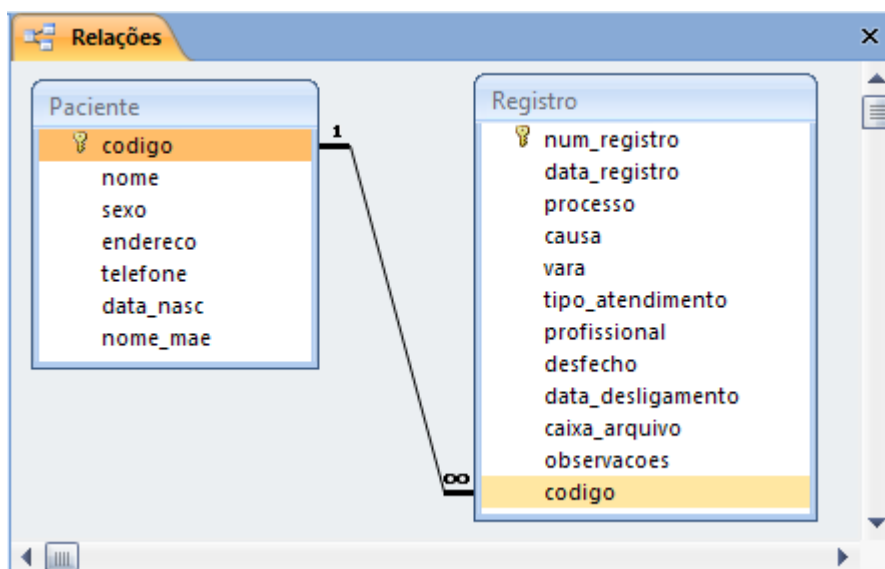 Relações
Paciente
codigo
nome
sexo
endereco
telefone
data_nasc
nome_mae
1
∞
Registro
num_registro
data_registro
processo
causa
vara
tipo_atendimento
profissional
desfecho
data_desligamento
caixa_arquivo
observacoes
codigo